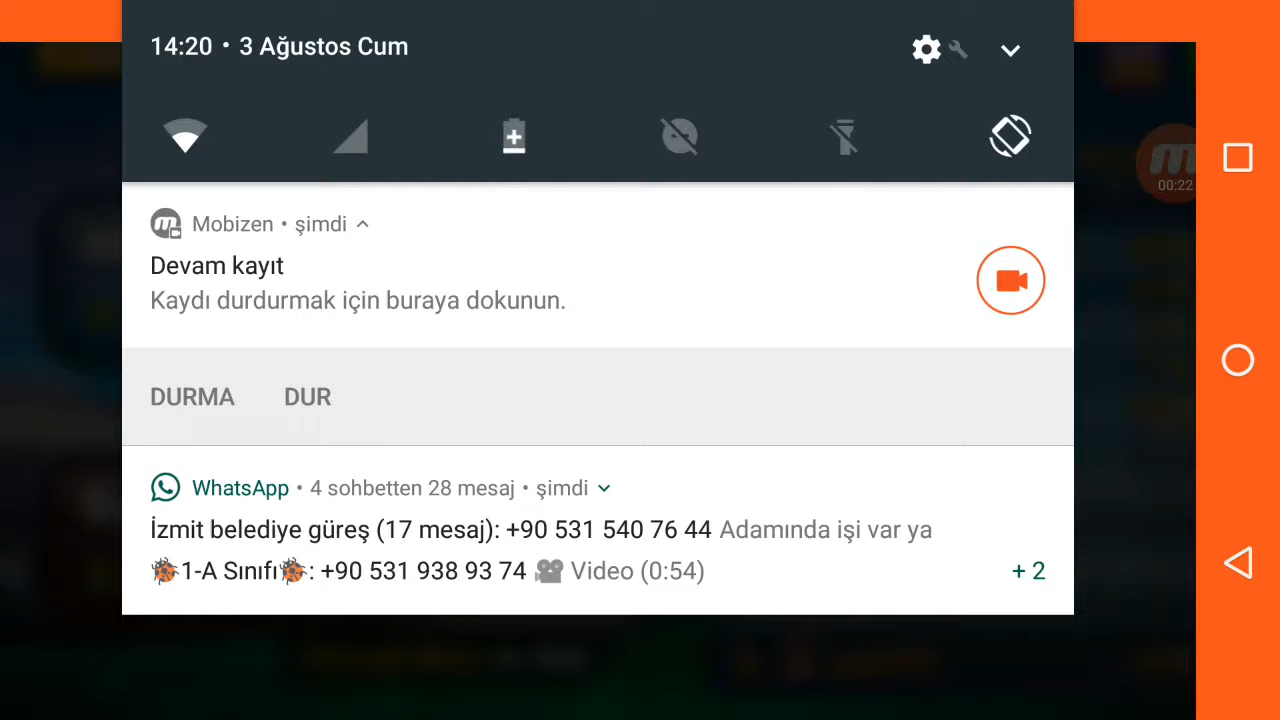 14:20 • 3 Ağustos Cum
m
00:22
Mobizen • şimdi
Devam kayıt
Kaydı durdurmak için buraya dokunun.
DURMA DUR
WhatsApp • 4 sohbetten 28 mesaj • şimdi
İzmit belediye güreş (17 mesaj): +90 531 540 76 44 Adamında işi var ya
🐞1-A Sınıfı🐞: +90 531 938 93 74 🎥 Video (0:54) + 2